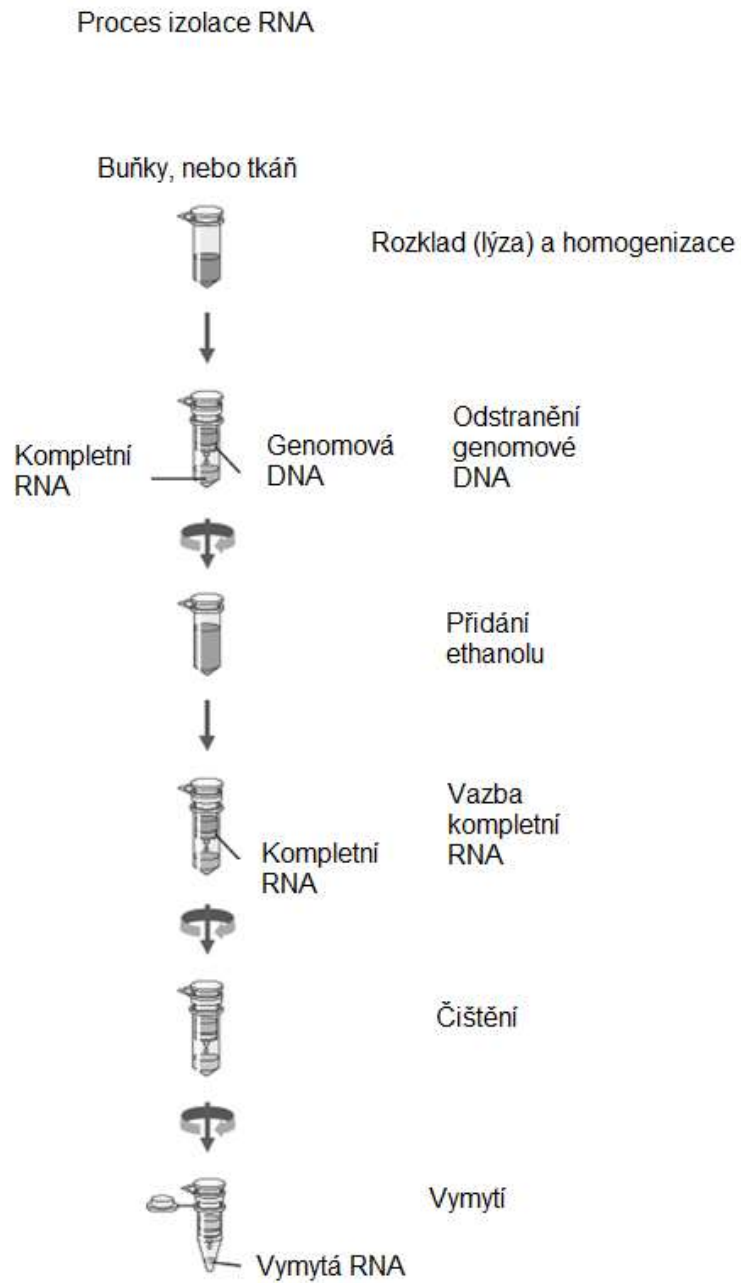 Proces izolace RNA
Buňky, nebo tkáň
Rozklad (lýza) a homogenizace
Kompletní
RNA
Genomová
DNA
Odstranění
genomové
DNA
Přidání
ethanolu
Vazba
kompletní
RNA
Kompletní
RNA
Čištění
Vymytí
Vymytá RNA